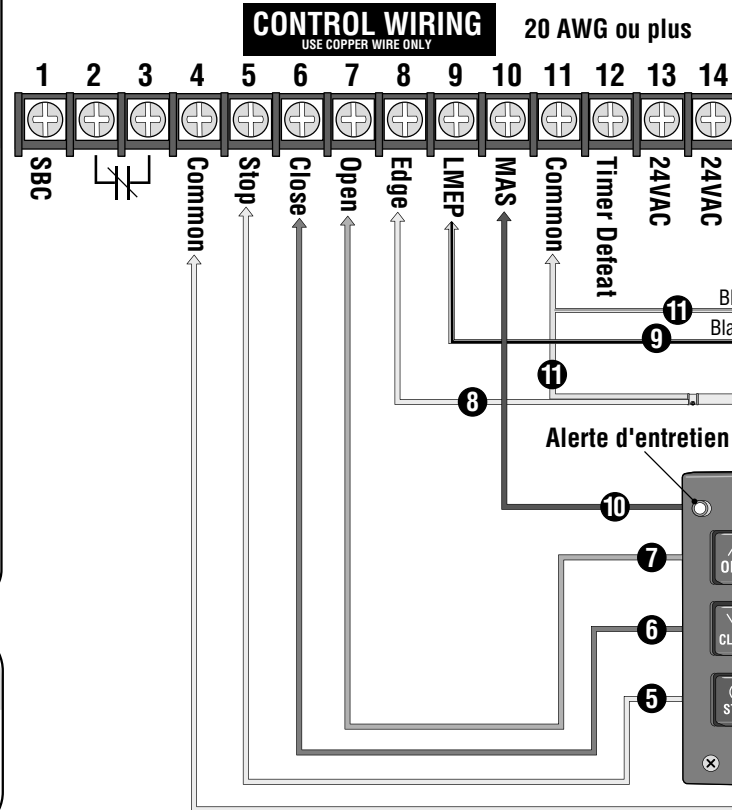 CONTROL WIRING
USE COPPER WIRE ONLY
20 AWG ou plus
1 2 3 4 5 6 7 8 9 10 11 12 13 14
SBC
Common
Stop
Close
Open
Edge
LMEP
MAS
Common
Timer Defeat
24VAC
24VAC
11
9
11
8
Alerte d'entretien
10
7
6
5